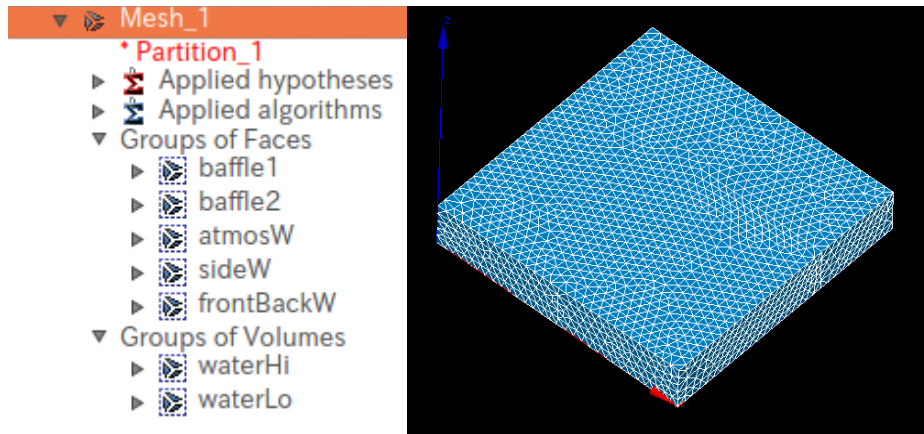 Mesh_1
* Partition_1
Applied hypotheses
Applied algorithms
Groups of Faces
baffle1
baffle2
atmosW
sideW
frontBackW
Groups of Volumes
waterHi
waterLo
z